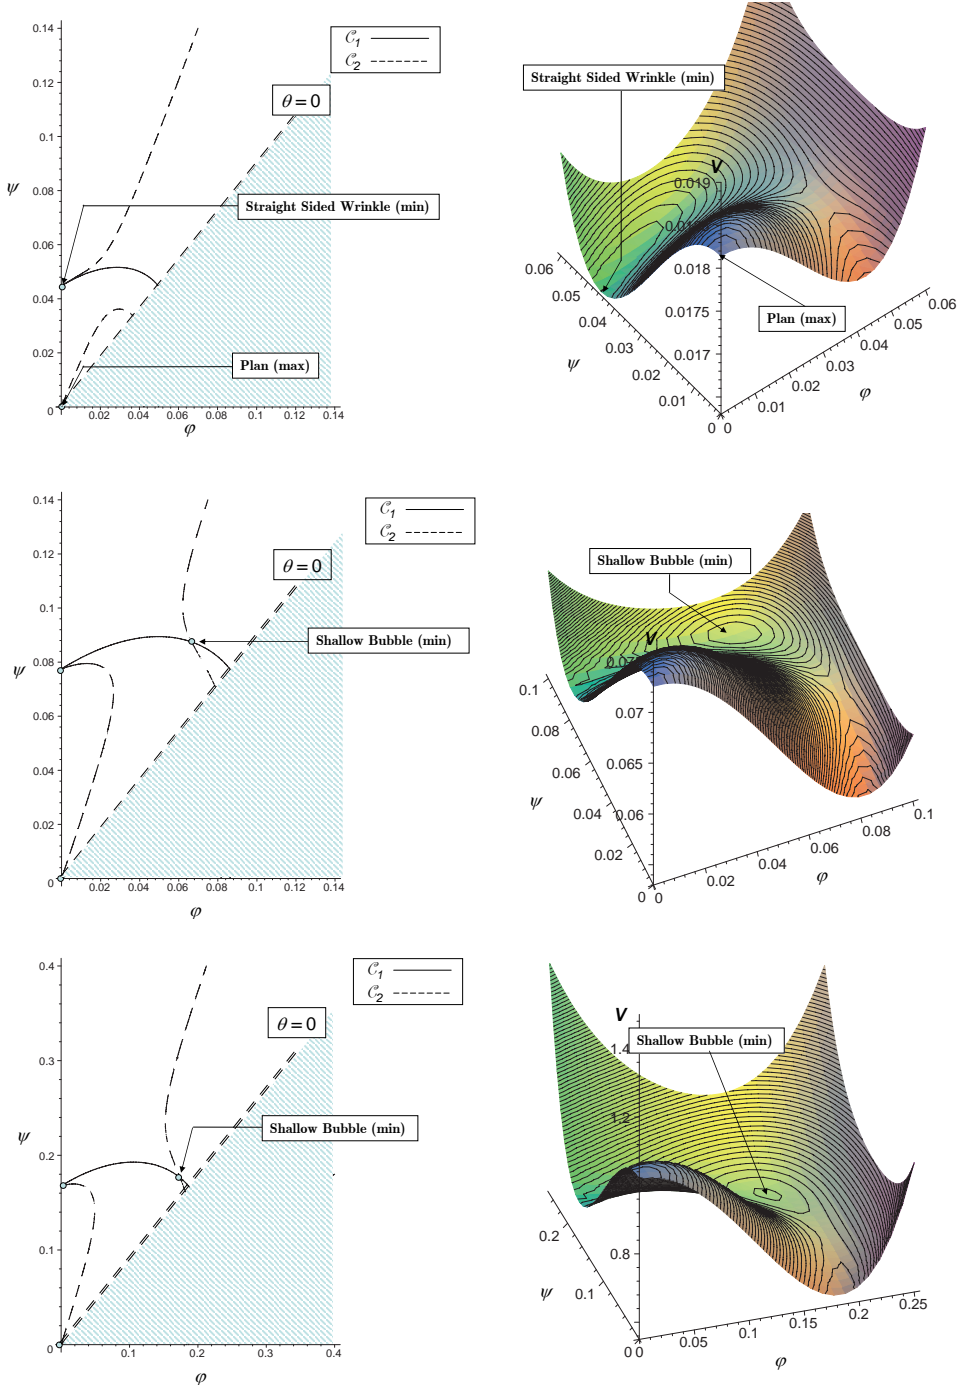 0.14
0.12
0.1
0.08
0.06
0.04
0.02
0
ψ
𝒞1
𝒞2
θ = 0
Straight Sided Wrinkle (min)
Plan (max)
0.02 0.04 0.06 0.08 0.1 0.12 0.14
φ
Straight Sided Wrinkle (min)
V
0.019
0.018
0.0175
0.017
Plan (max)
0.06
0.05
0.04
0.03
0.02
0.01
0 0
ψ
0.01
0.02
0.03
0.04
0.05
0.06
φ
0.14
0.12
0.1
0.08
0.06
0.04
0.02
0
ψ
𝒞1
𝒞2
θ = 0
Shallow Bubble (min)
0.02 0.04 0.06 0.08 0.1 0.12 0.14
φ
Shallow Bubble (min)
V
0.07
0.065
0.06
0.1
0.08
0.06
0.04
0.02
0 0
ψ
0.02
0.04
0.06
0.08
0.1
φ
0.4
0.3
0.2
0.1
0
ψ
𝒞1
𝒞2
θ = 0
Shallow Bubble (min)
0.1 0.2 0.3 0.4
φ
V
Shallow Bubble (min)
1.4
1.2
0.8
0.2
0.1
0 0
ψ
0.05
0.1
0.15
0.2
0.25
φ